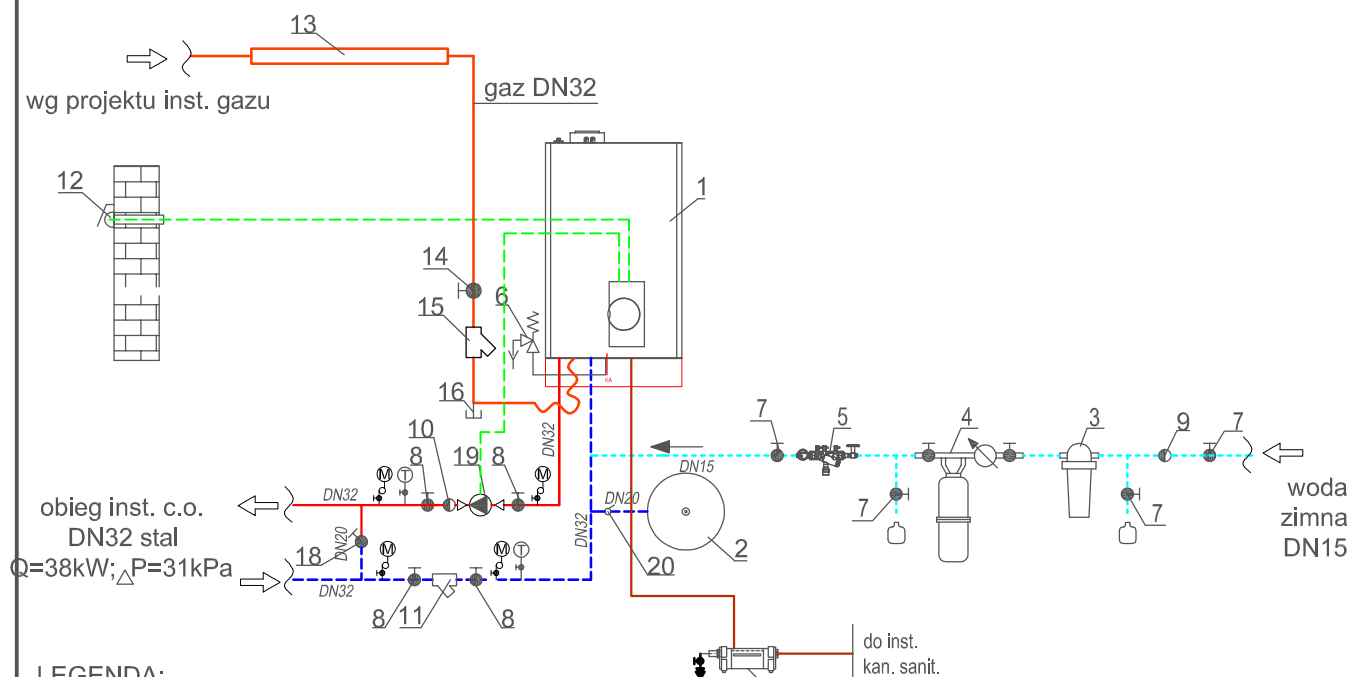 13
gaz DN32
wg projektu inst. gazu
12
1
14
6
15
KA
16
7
5
4
3
9
7
10
8
19
8
DN32
DN15
M
T
M
DN32
DN20
7
7
obieg inst. c.o.
DN32 stal
Q=38kW; △P=31kPa
woda
zimna
DN15
18
DN20
DN32
M
M
T
20
2
DN32
8
11
8
do inst.
kan. sanit.
LEGENDA: